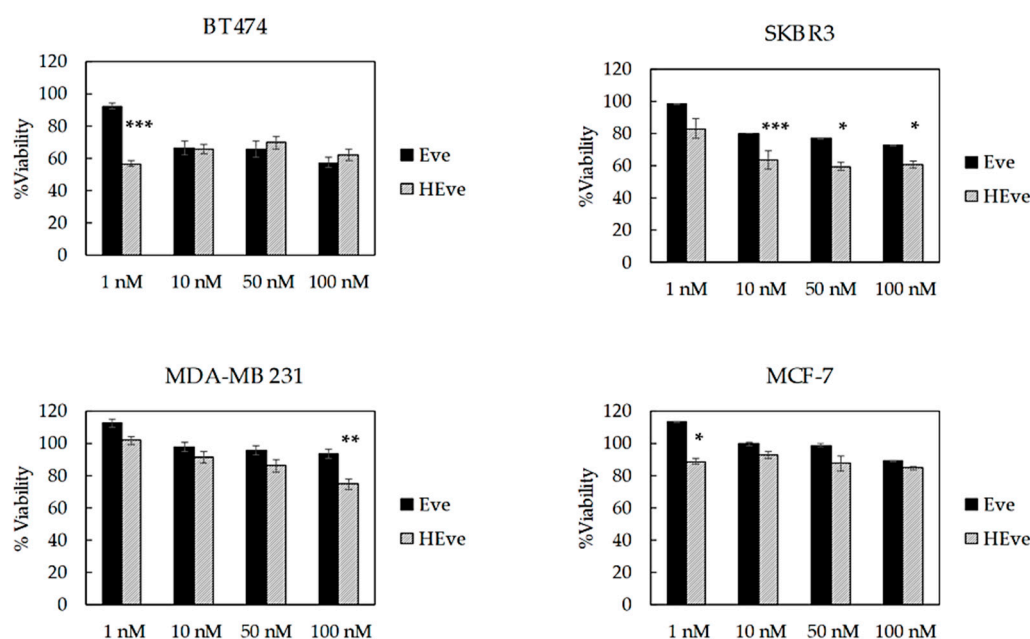 BT474
120
100
80
60
40
20
0
%Viability
***
1 nM 10 nM 50 nM 100 nM
Eve
HEve
SKBR3
120
100
80
60
40
20
0
%Viability
*** * *
1 nM 10 nM 50 nM 100 nM
Eve
HEve
MDA-MB 231
120
100
80
60
40
20
0
% Viability
**
1 nM 10 nM 50 nM 100 nM
Eve
HEve
MCF-7
120
100
80
60
40
20
0
% Viability
*
1 nM 10 nM 50 nM 100 nM
Eve
HEve